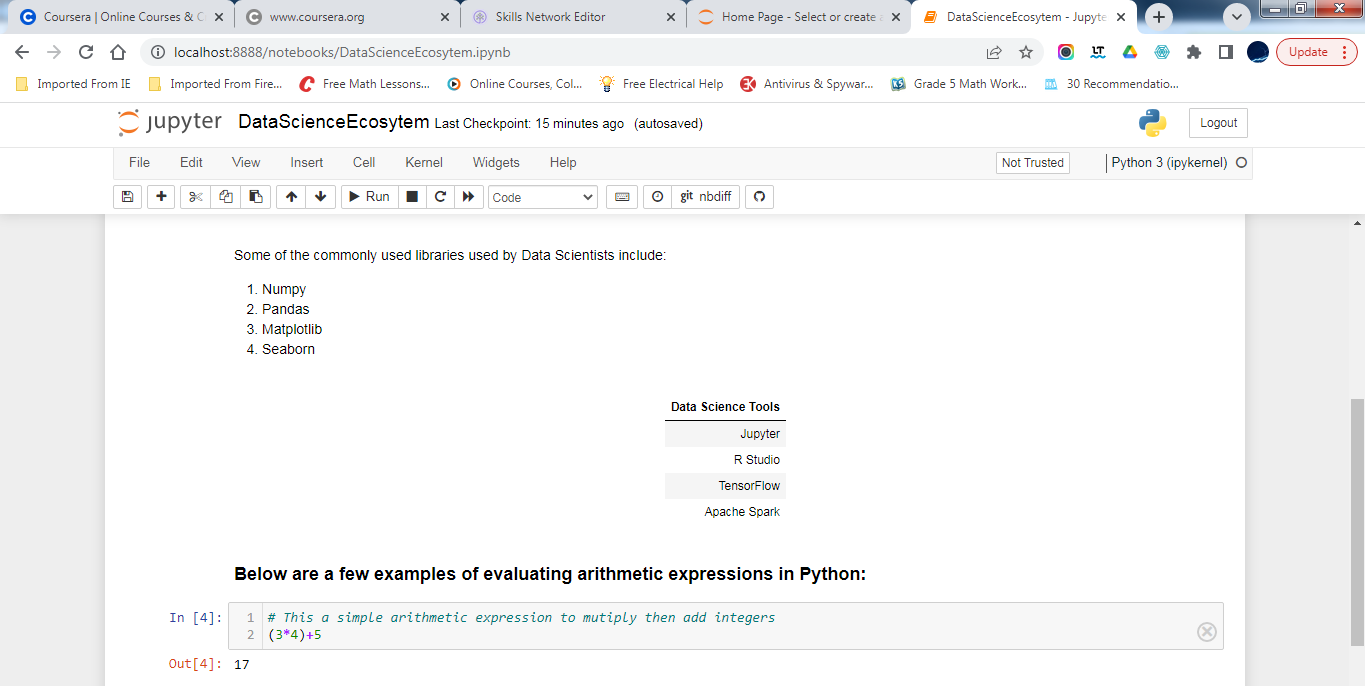 Coursera | Online Courses & C
www.coursera.org
Skills Network Editor
Home Page - Select or create a
DataScienceEcosystem - Jupyte
localhost:8888/notebooks/DataScienceEcosytem.ipynb
LT
Update
Imported From IE
Imported From Fire...
Free Math Lessons...
Online Courses, Col...
Free Electrical Help
Antivirus & Spywar...
Grade 5 Math Work...
30 Recommendatio...
jupyter DataScienceEcosytem Last Checkpoint: 15 minutes ago (autosaved)
Logout
File Edit View Insert Cell Kernel Widgets Help
Not Trusted
Python 3 (ipykernel)
Run
Code
git nbdiff
Some of the commonly used libraries used by Data Scientists include:
1. Numpy
2. Pandas
3. Matplotlib
4. Seaborn
Data Science Tools
Jupyter
R Studio
TensorFlow
Apache Spark
Below are a few examples of evaluating arithmetic expressions in Python:
In [4]:
1 # This a simple arithmetic expression to mutiply then add integers
2 (3*4)+5
Out[4]: 17